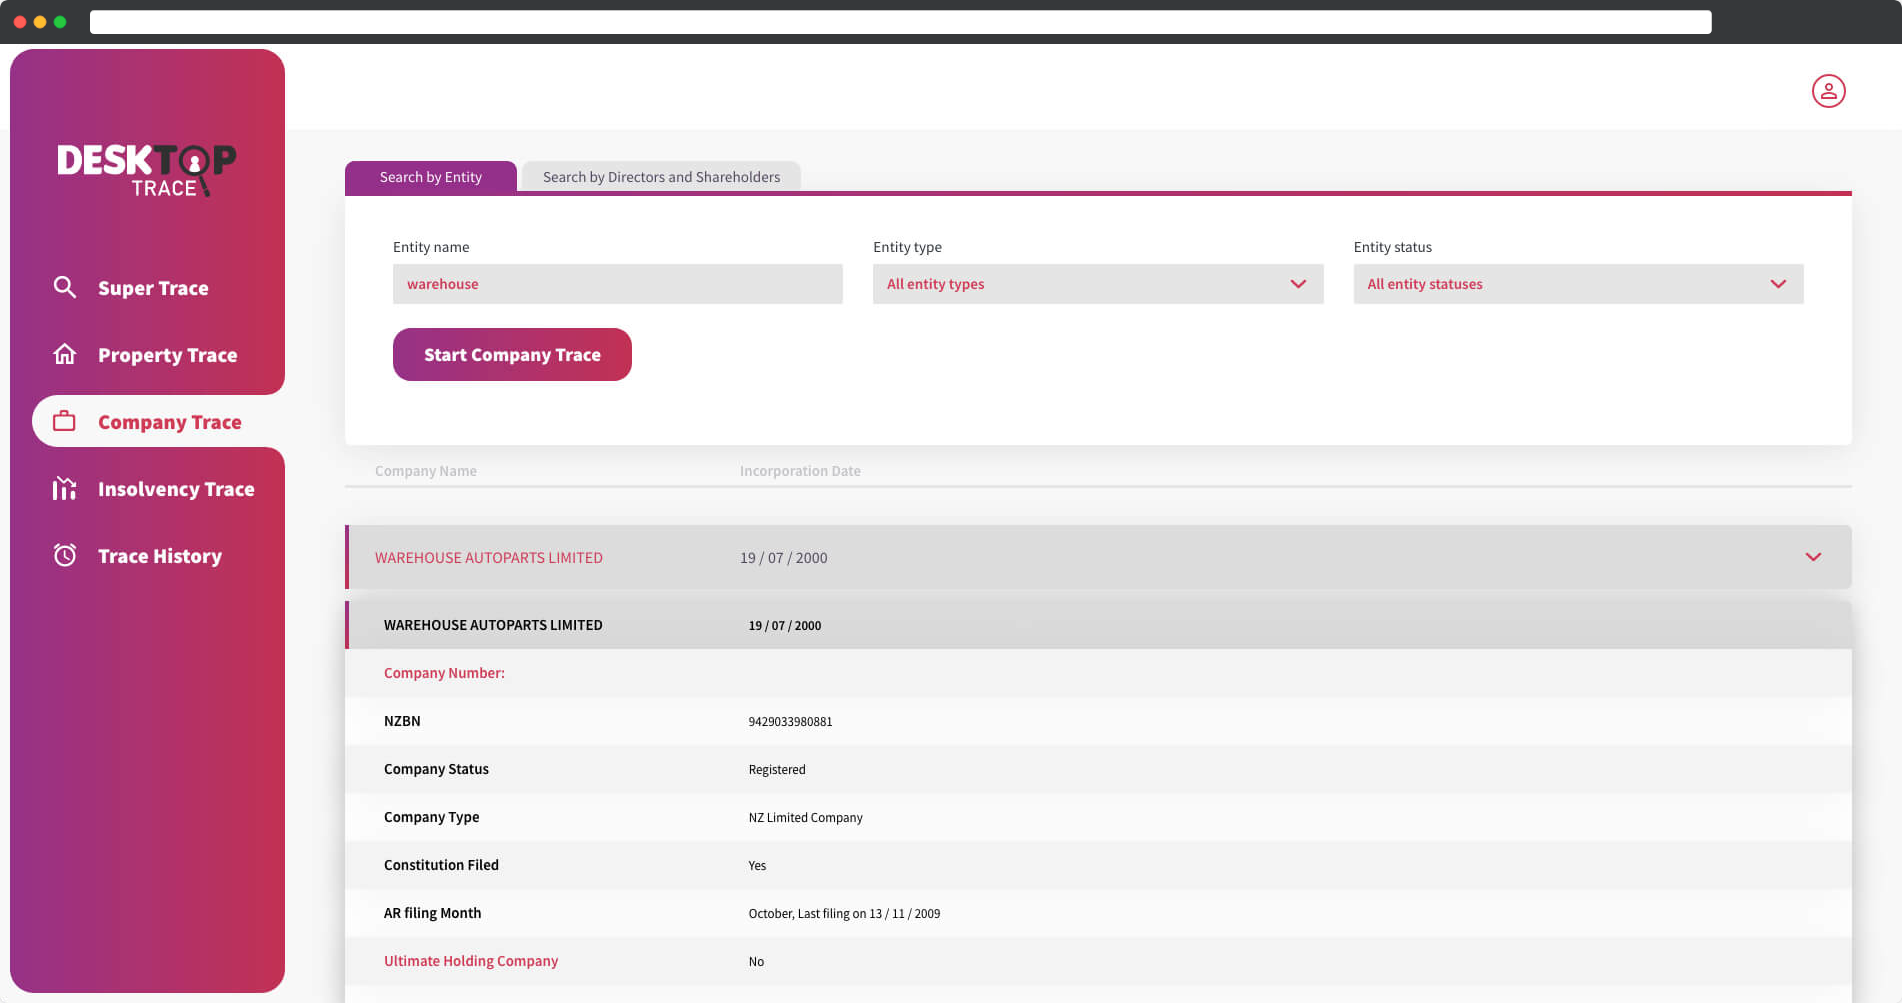 DESKTOP
TRACE
Super Trace
Property Trace
Company Trace
Insolvency Trace
Trace History
Search by Entity
Search by Directors and Shareholders
Entity name
Entity type
Entity status
warehouse
All entity types
All entity statuses
Start Company Trace
Company Name
Incorporation Date
WAREHOUSE AUTOPARTS LIMITED
19 / 07 / 2000
WAREHOUSE AUTOPARTS LIMITED
19 / 07 / 2000
Company Number:
NZBN
9429033980881
Company Status
Registered
Company Type
NZ Limited Company
Constitution Filed
Yes
AR filing Month
October, Last filing on 13 / 11 / 2009
Ultimate Holding Company
No